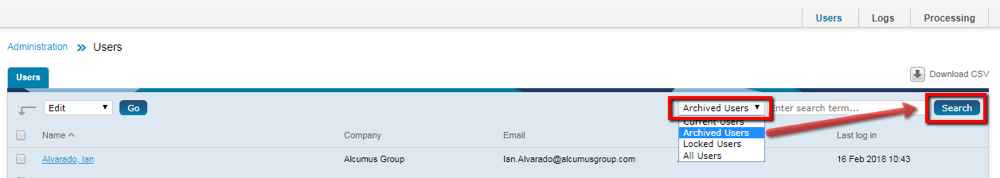 Users Logs Processing
Administration » Users
Users
Download CSV
Edit Go Archived Users Enter search term... Search
Current Users
Archived Users
Locked Users
All Users
Name Company Email Last log in
Alvarado, Ian Alcumus Group Ian.Alvarado@alcumusgroup.com 16 Feb 2018 10:43